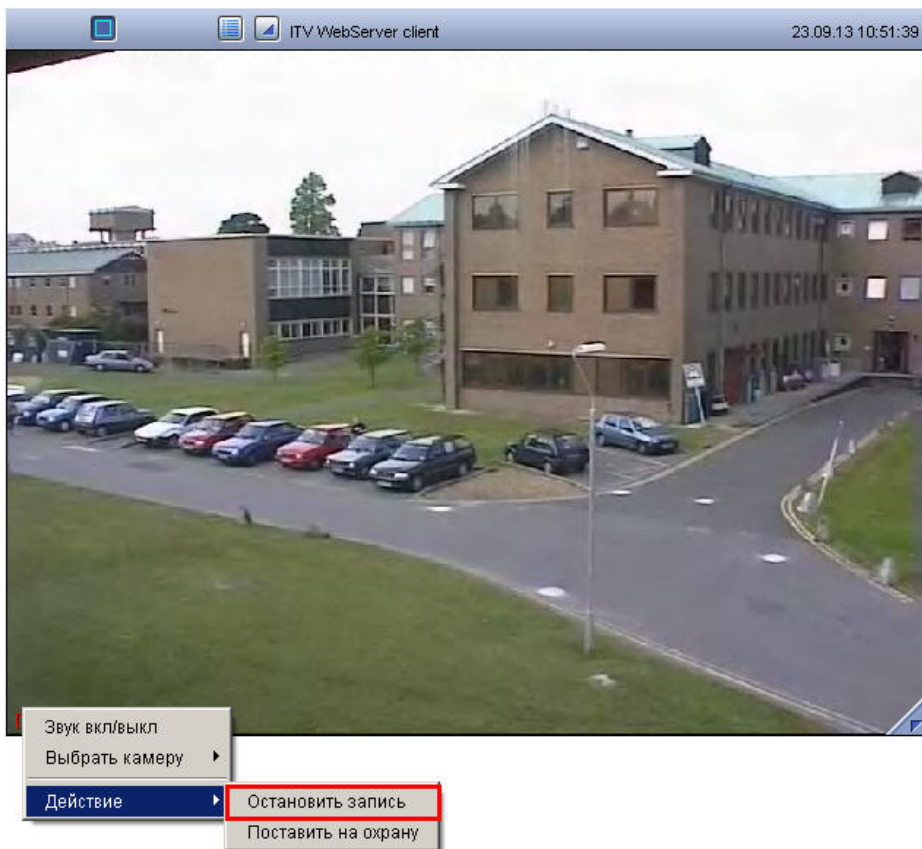 ITV WebServer client
23.09.13 10:51:39
Звук вкл/выкл
Выбрать камеру
Действие
Остановить запись
Поставить на охрану